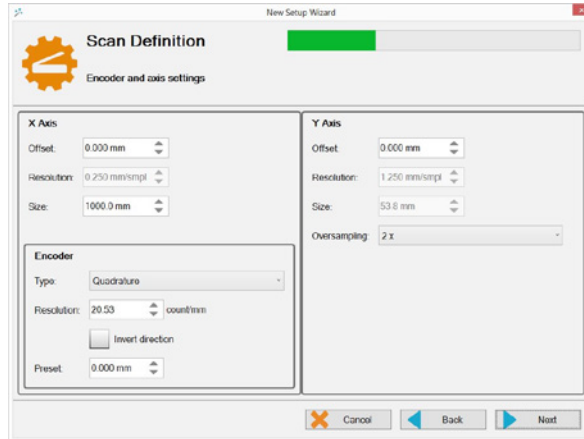 New Setup Wizard
Scan Definition
Encoder and axis settings
X Axis
Offset: 0.000 mm
Resolution: 0.250 mm/smpl
Size: 1000.0 mm
Encoder
Type: Quadrature
Resolution: 20.53 count/mm
Invert direction
Preset: 0.000 mm
Y Axis
Offset: 0.000 mm
Resolution: 1.250 mm/smpl
Size: 53.8 mm
Oversampling: 2 x
Cancel Back Next